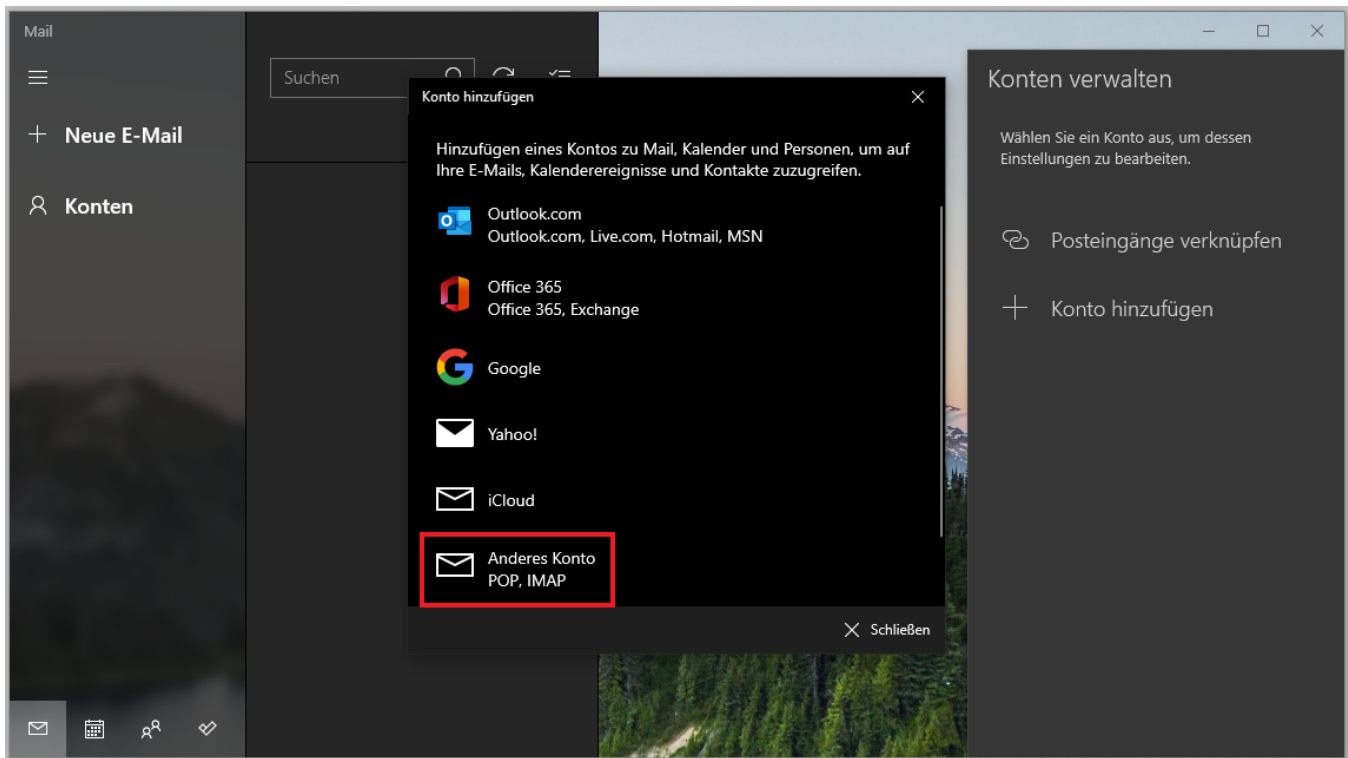 Mail
Neue E-Mail
Konten
Suchen
Konto hinzufügen
Hinzufügen eines Kontos zu Mail, Kalender und Personen, um auf
Ihre E-Mails, Kalenderereignisse und Kontakte zuzugreifen.
Outlook.com
Outlook.com, Live.com, Hotmail, MSN
Office 365
Office 365, Exchange
Google
Yahoo!
iCloud
Anderes Konto
POP, IMAP
Schließen
Konten verwalten
Wählen Sie ein Konto aus, um dessen
Einstellungen zu bearbeiten.
Posteingänge verknüpfen
Konto hinzufügen